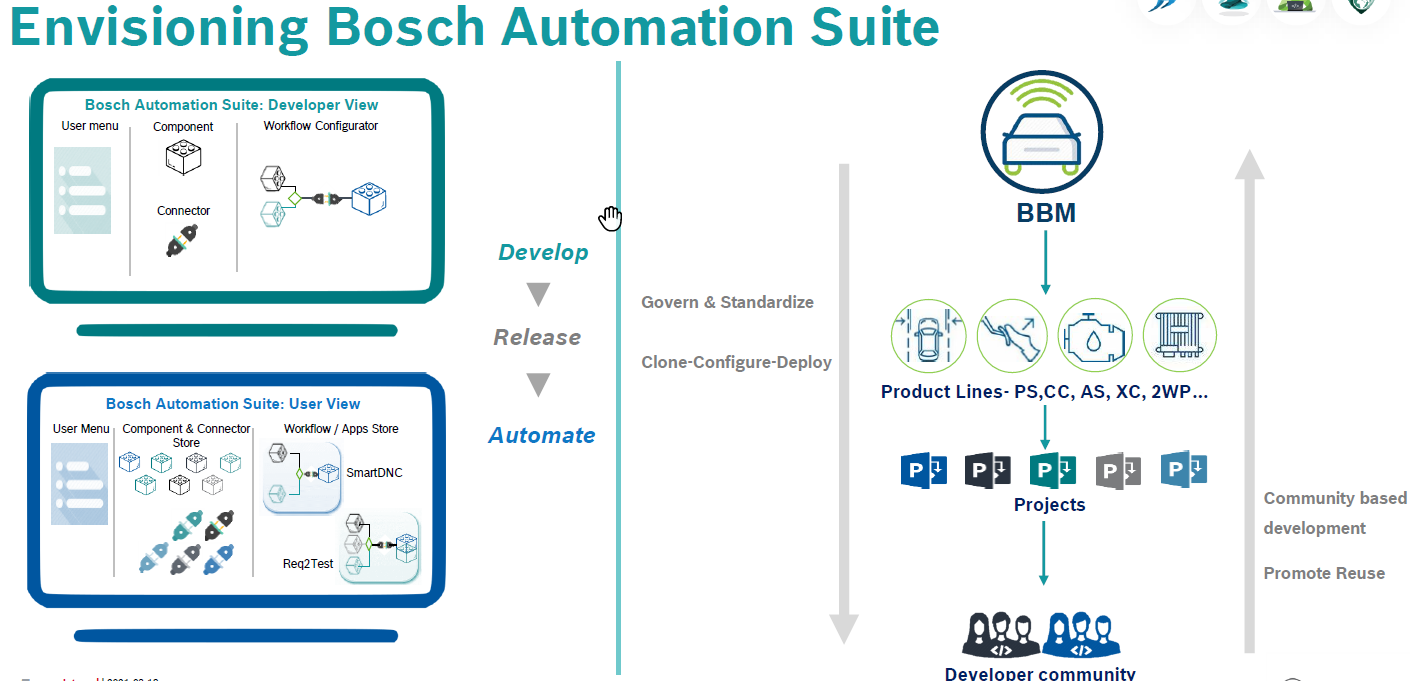 Envisioning Bosch Automation Suite
Bosch Automation Suite: Developer View
User menu
Component
Connector
Workflow Configurator
Bosch Automation Suite: User View
User Menu
Component & Connector
Store
Workflow / Apps Store
SmartDNC
Req2Test
Develop
Release
Automate
Govern & Standardize
Clone-Configure-Deploy
BBM
Product Lines- PS,CC, AS, XC, 2WP...
P P P P P
Projects
</> </>
Developer community
Community based
development
Promote Reuse